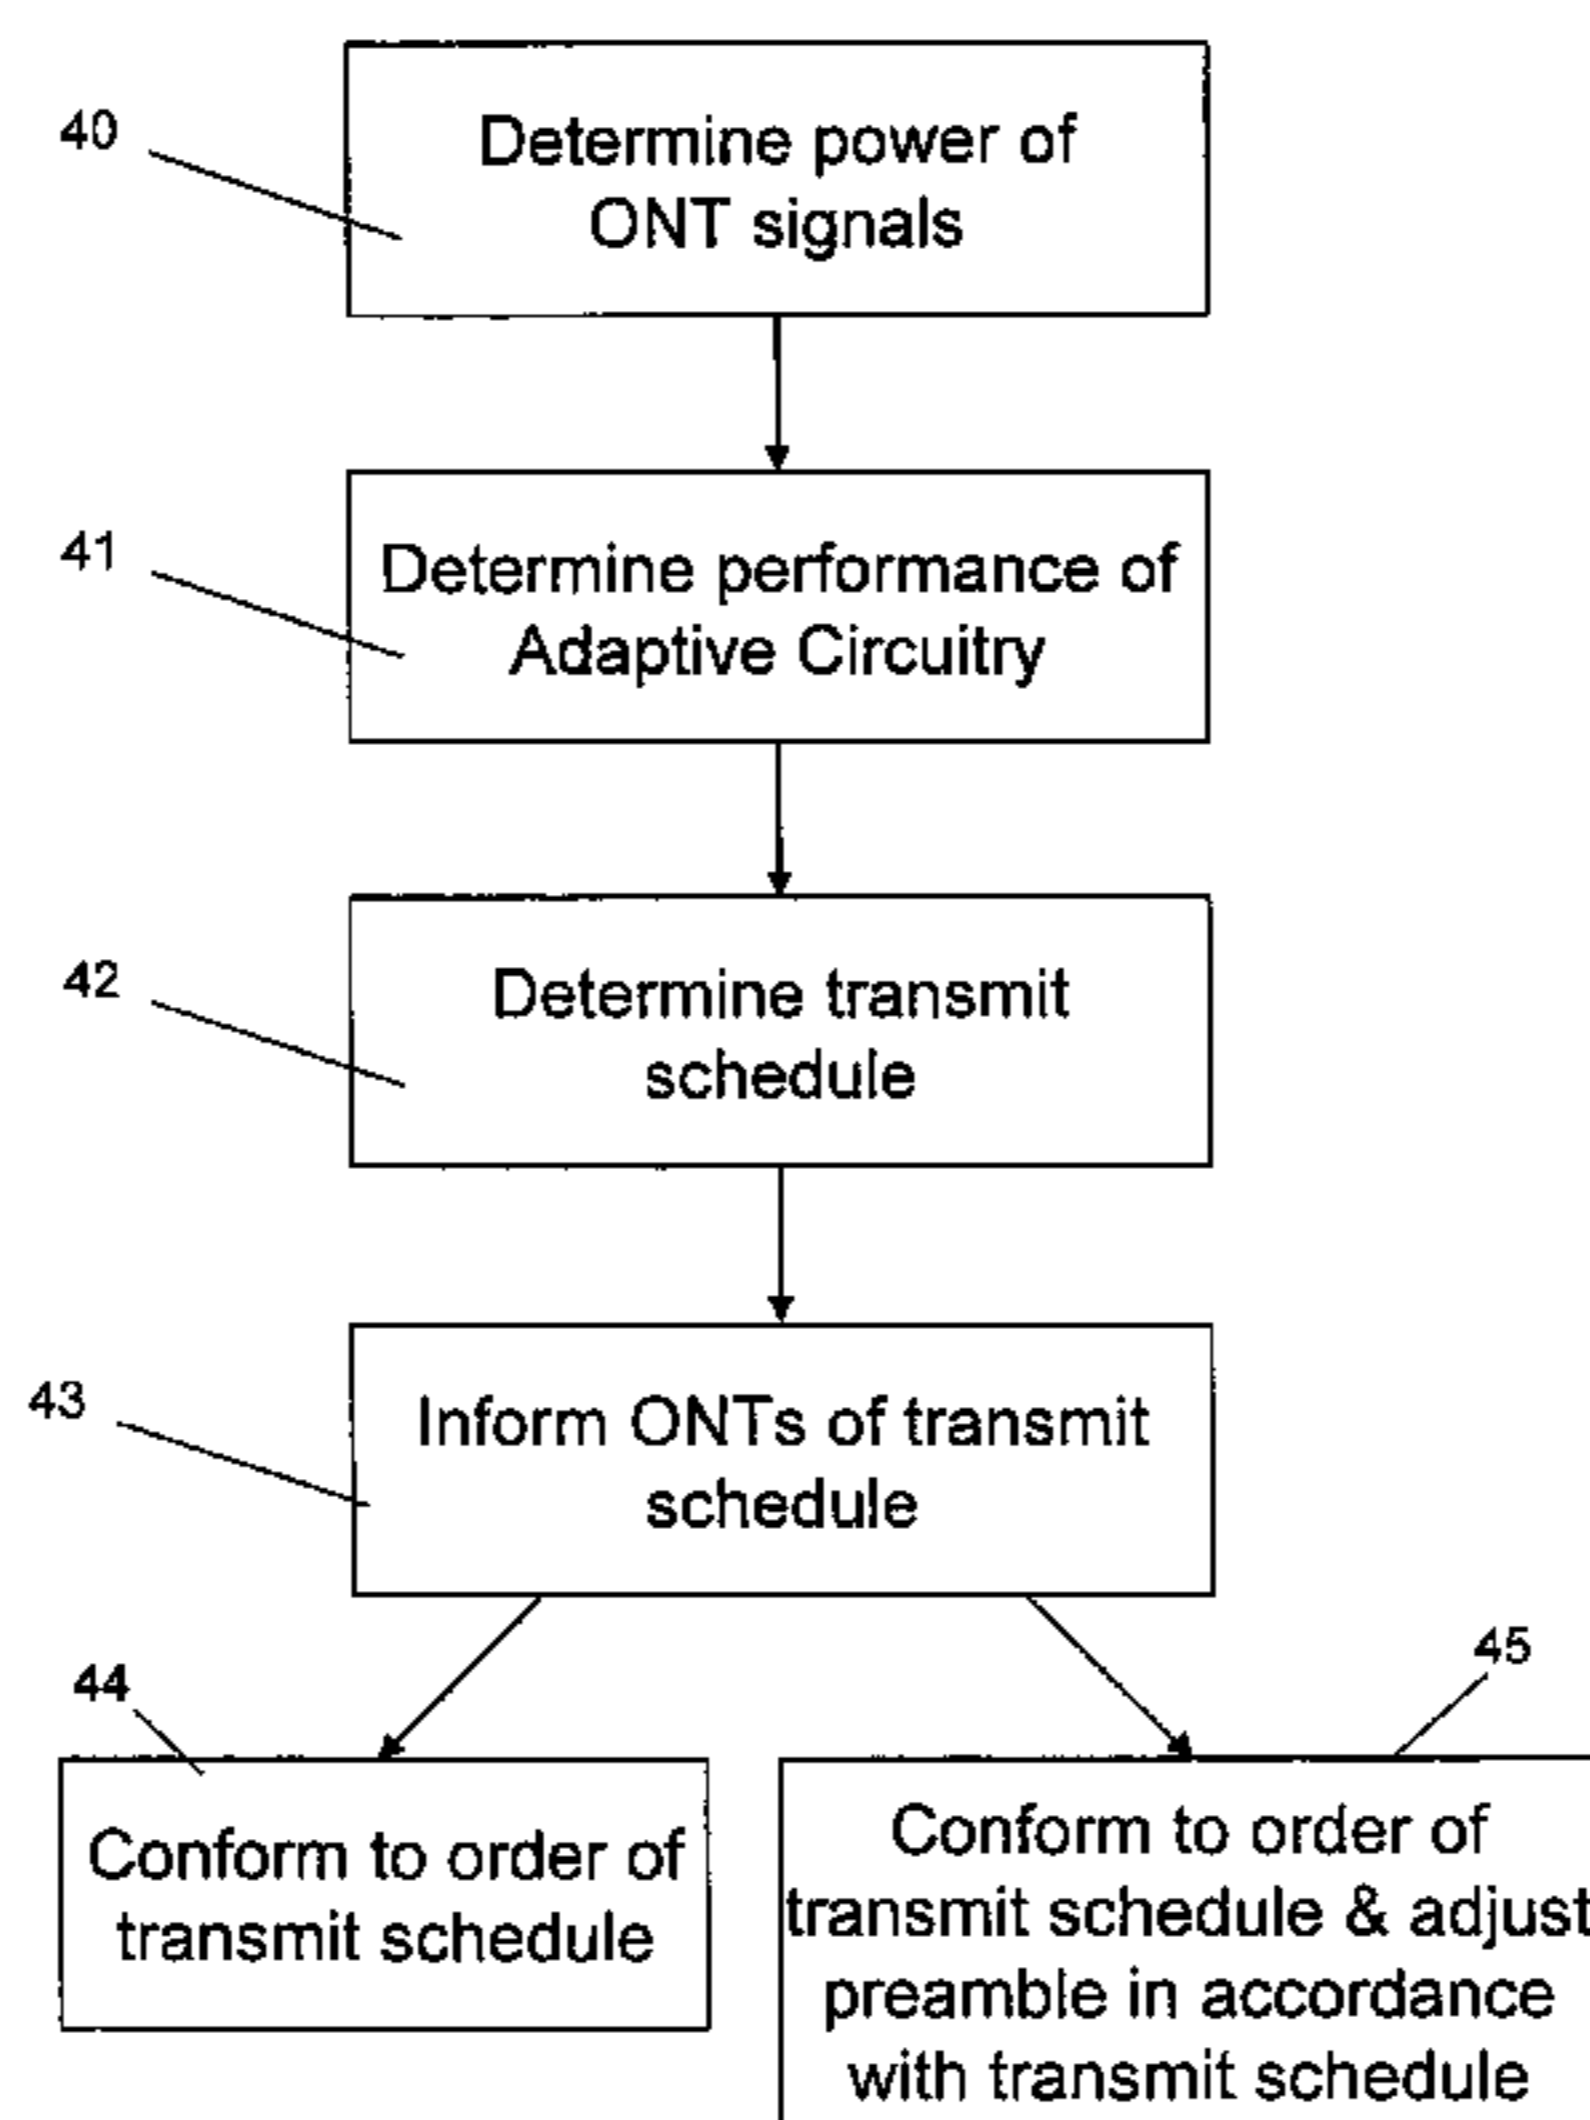 40
Determine power of
ONT signals
41
Determine performance of
Adaptive Circuitry
42
Determine transmit
schedule
43
Inform ONTs of transmit
schedule
44
Conform to order of
transmit schedule
45
Conform to order of
transmit schedule & adjust
preamble in accordance
with transmit schedule